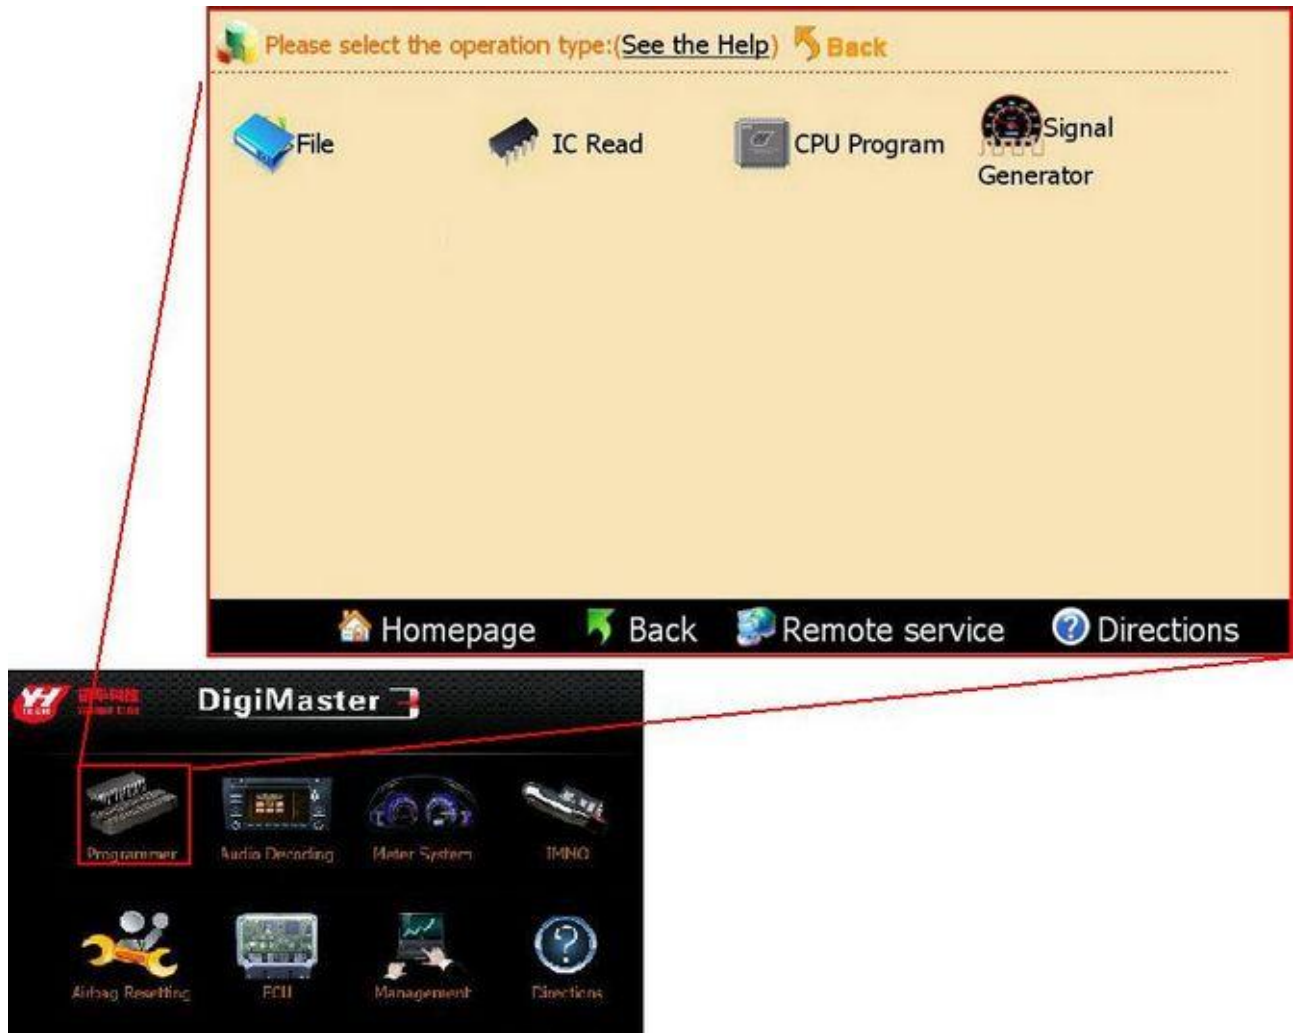 Please select the operation type:(See the Help) Back
File
IC Read
CPU Program
Signal
Generator
Homepage
Back
Remote service
Directions
DigiMaster 3
Programmer
Audio Decoding
Meter System
IMMO
Airbag Resetting
ECU
Management
Directions